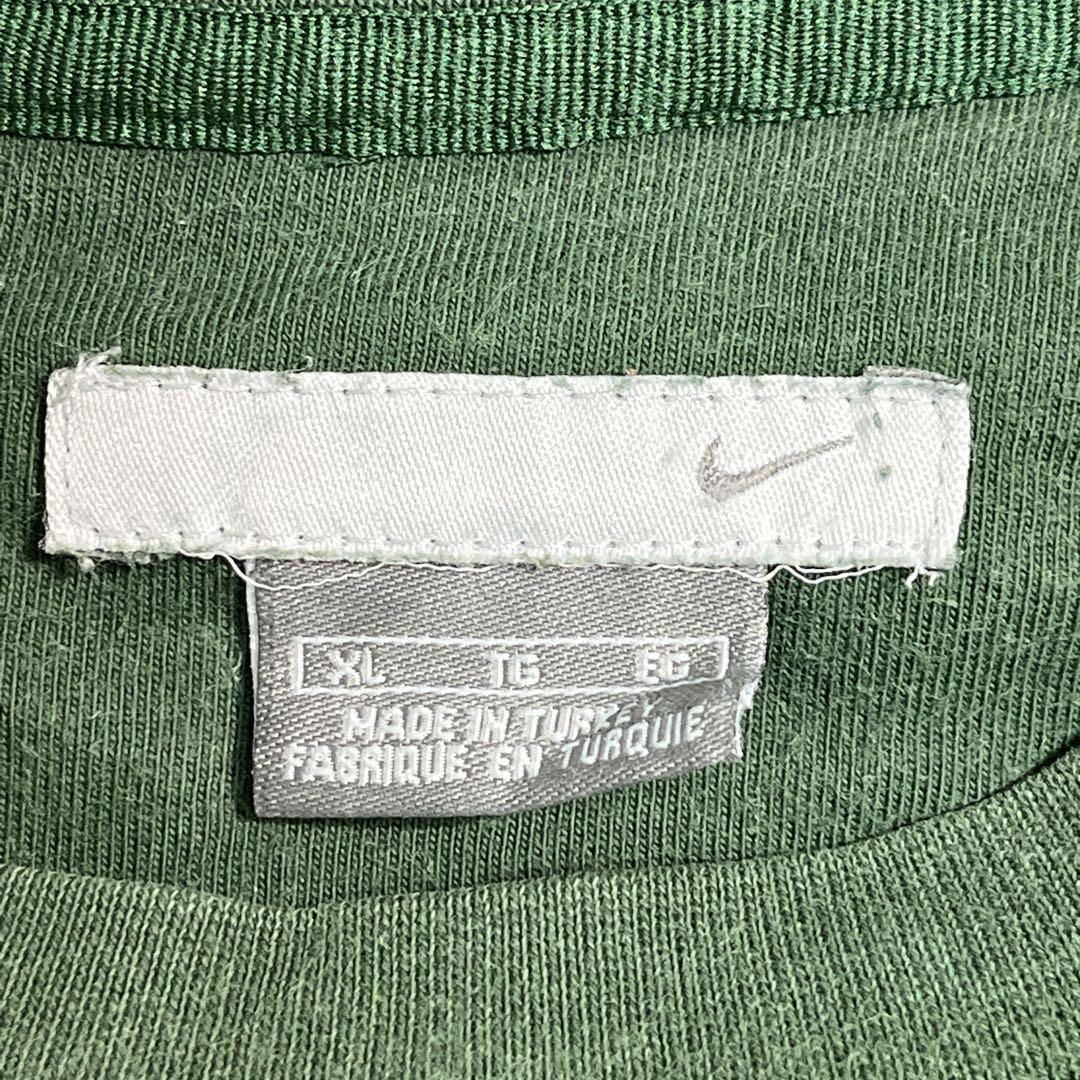 XL TG EG
MADE IN TURKEY
FABRIQUE EN TURQUIE